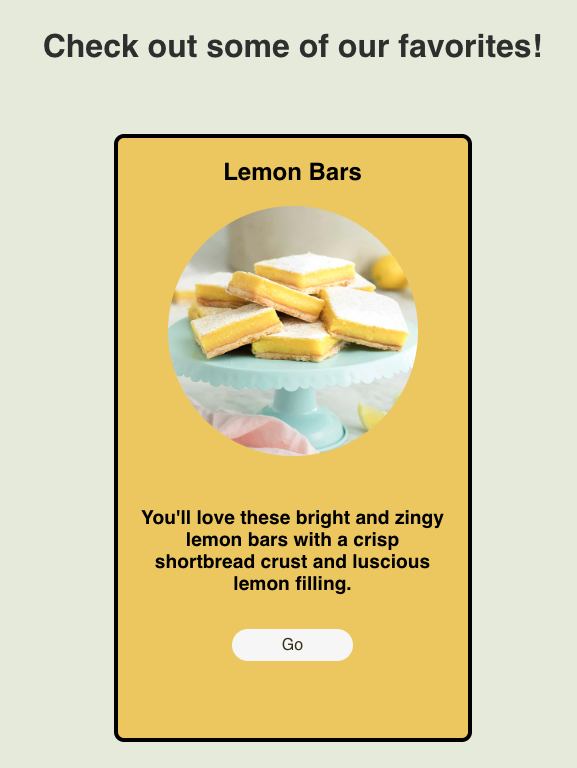 Check out some of our favorites!
Lemon Bars
You'll love these bright and zingy
lemon bars with a crisp
shortbread crust and luscious
lemon filling.
Go